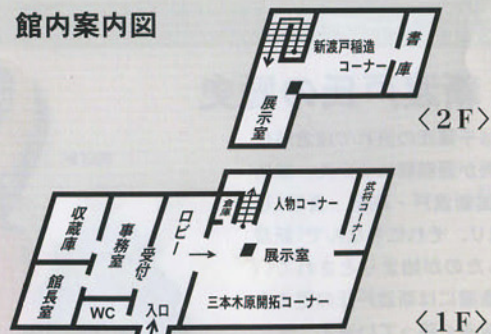 館内案内図
新渡戸稲造
コーナー
書庫
展示室
〈2F〉
収蔵庫
事務室
受付
ロビー
倉庫
人物コーナー
武将コーナー
展示室
館長室
WC
入口
三本木原開拓コーナー
〈1F〉